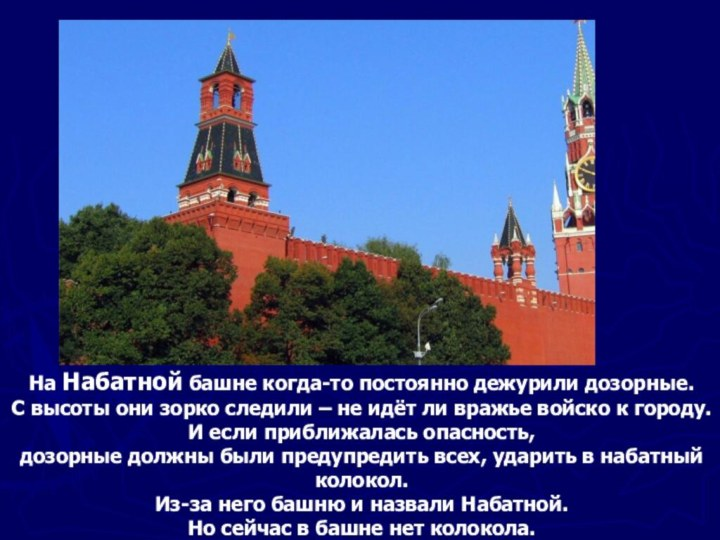 На Набатной башне когда-то постоянно дежурили дозорные.
С высоты они зорко следили – не идёт ли вражье войско к городу.
И если приближалась опасность,
дозорные должны были предупредить всех, ударить в набатный
колокол.
Из-за него башню и назвали Набатной.
Но сейчас в башне нет колокола.